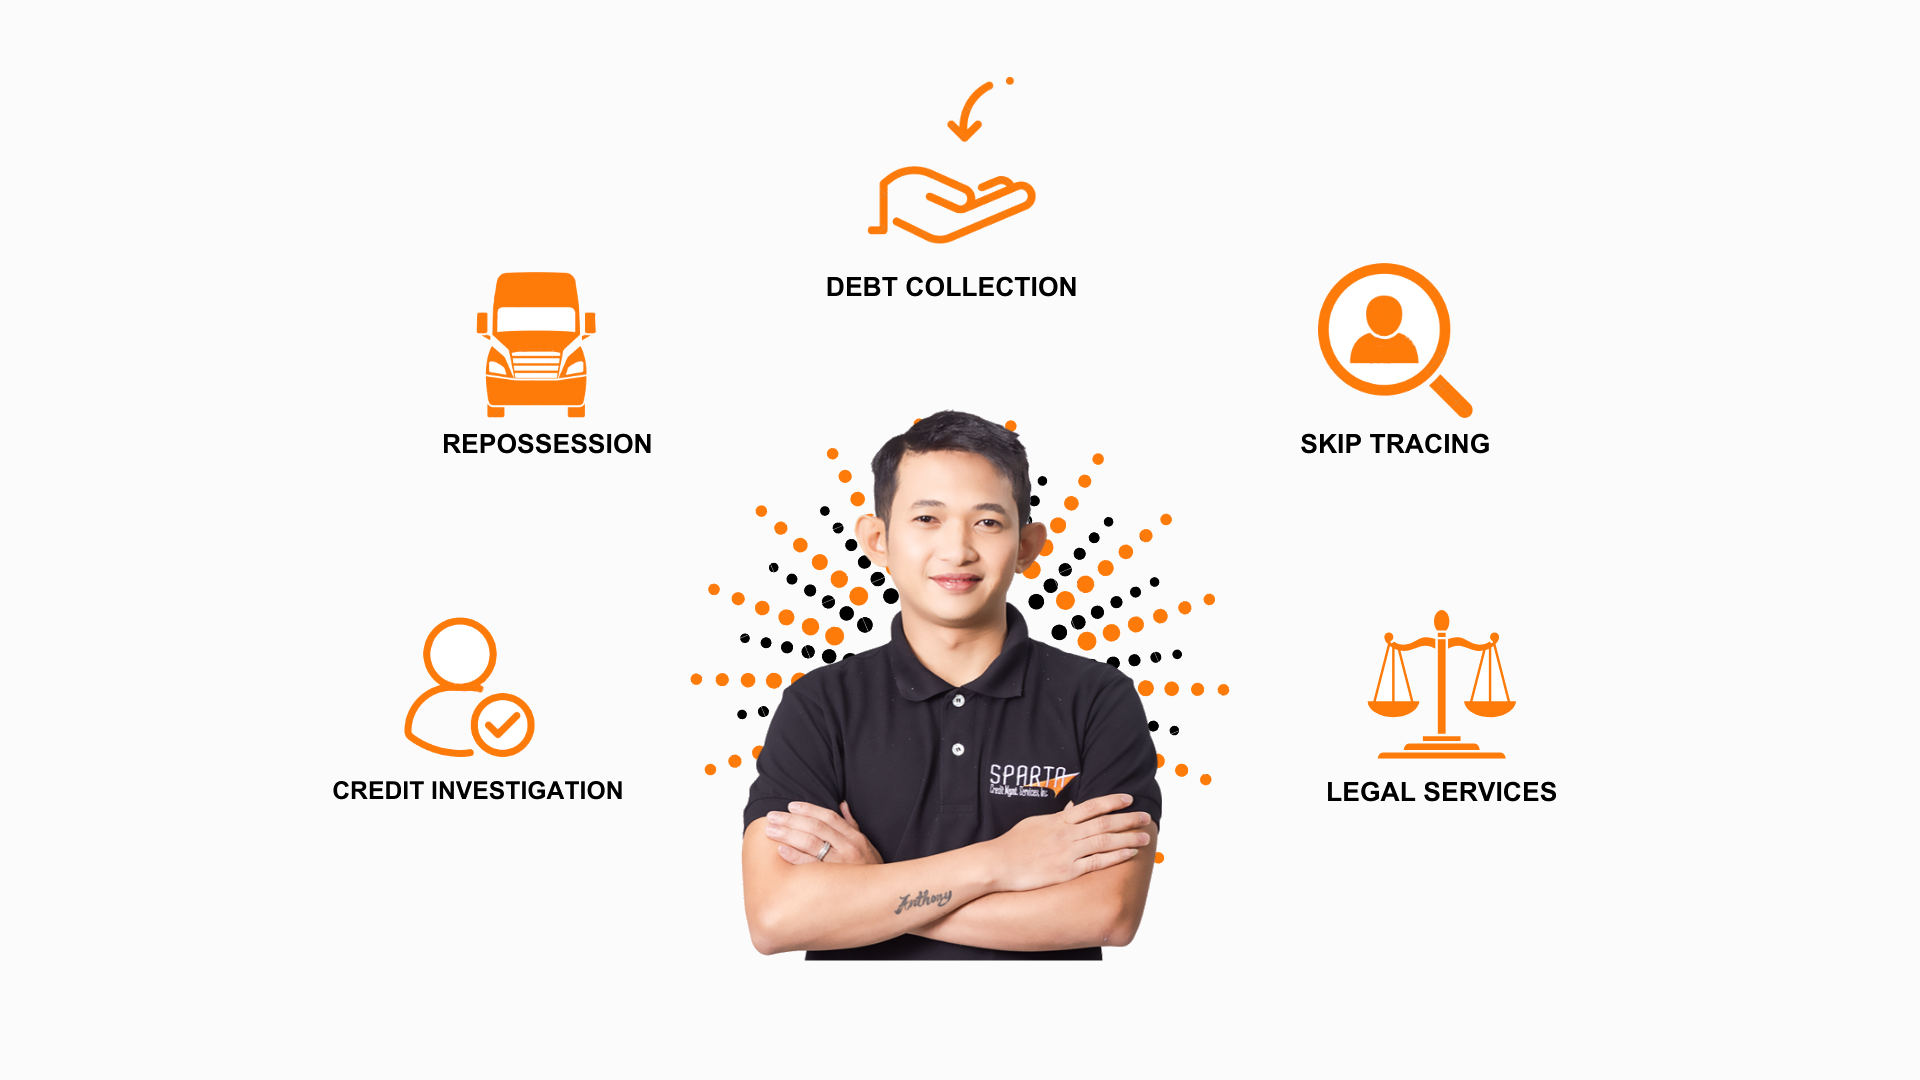 DEBT COLLECTION
REPOSSESSION
SKIP TRACING
SPARTA
Credit Mgmt. Services, Inc
Anthony
CREDIT INVESTIGATION
LEGAL SERVICES